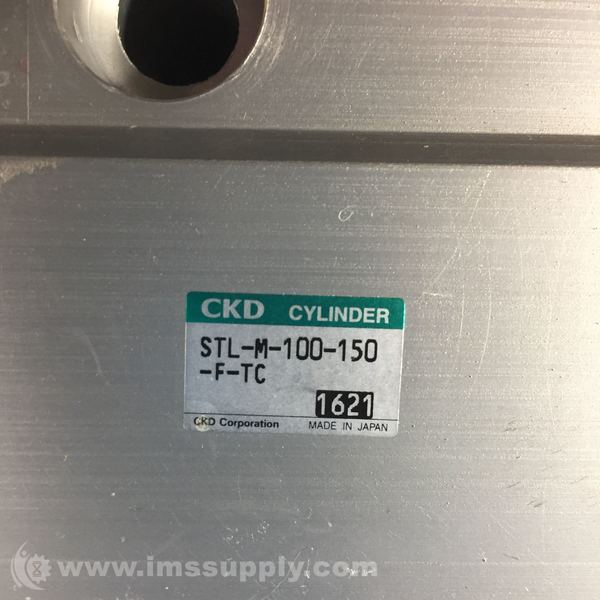 CKD CYLINDER
STL-M-100-150
-F-TC
1621
CKD Corporation MADE IN JAPAN
www.imssupply.com